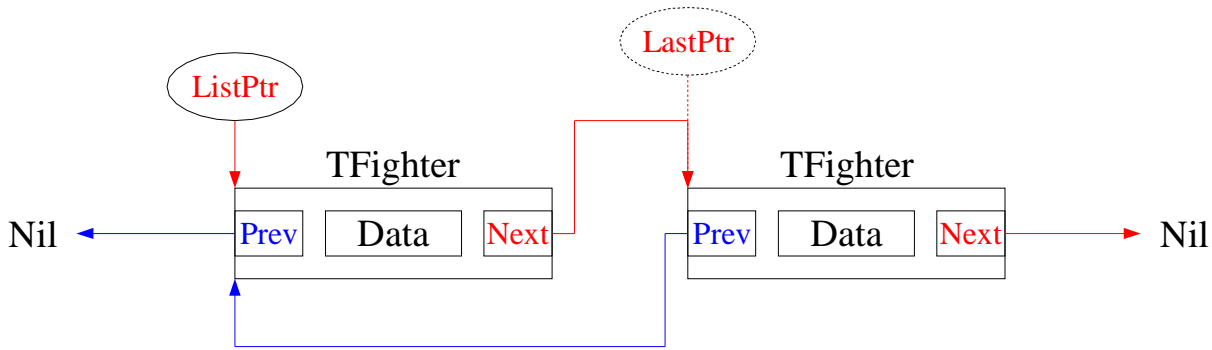 LastPtr
ListPtr
TFighter
TFighter
Nil
Prev
Data
Next
Prev
Data
Next
Nil